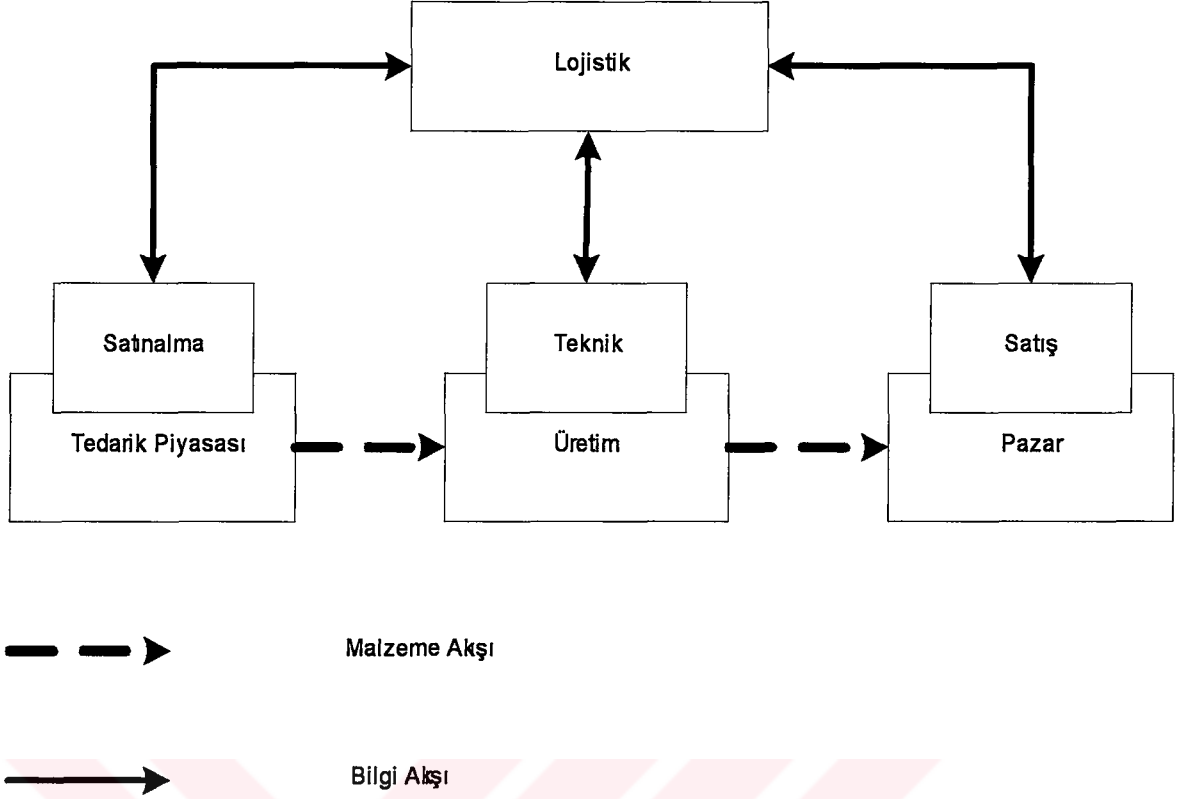 Lojistik
Satınalma
Teknik
Satış
Tedarik Piyasası
Üretim
Pazar
Malzeme Akışı
Bilgi Akışı